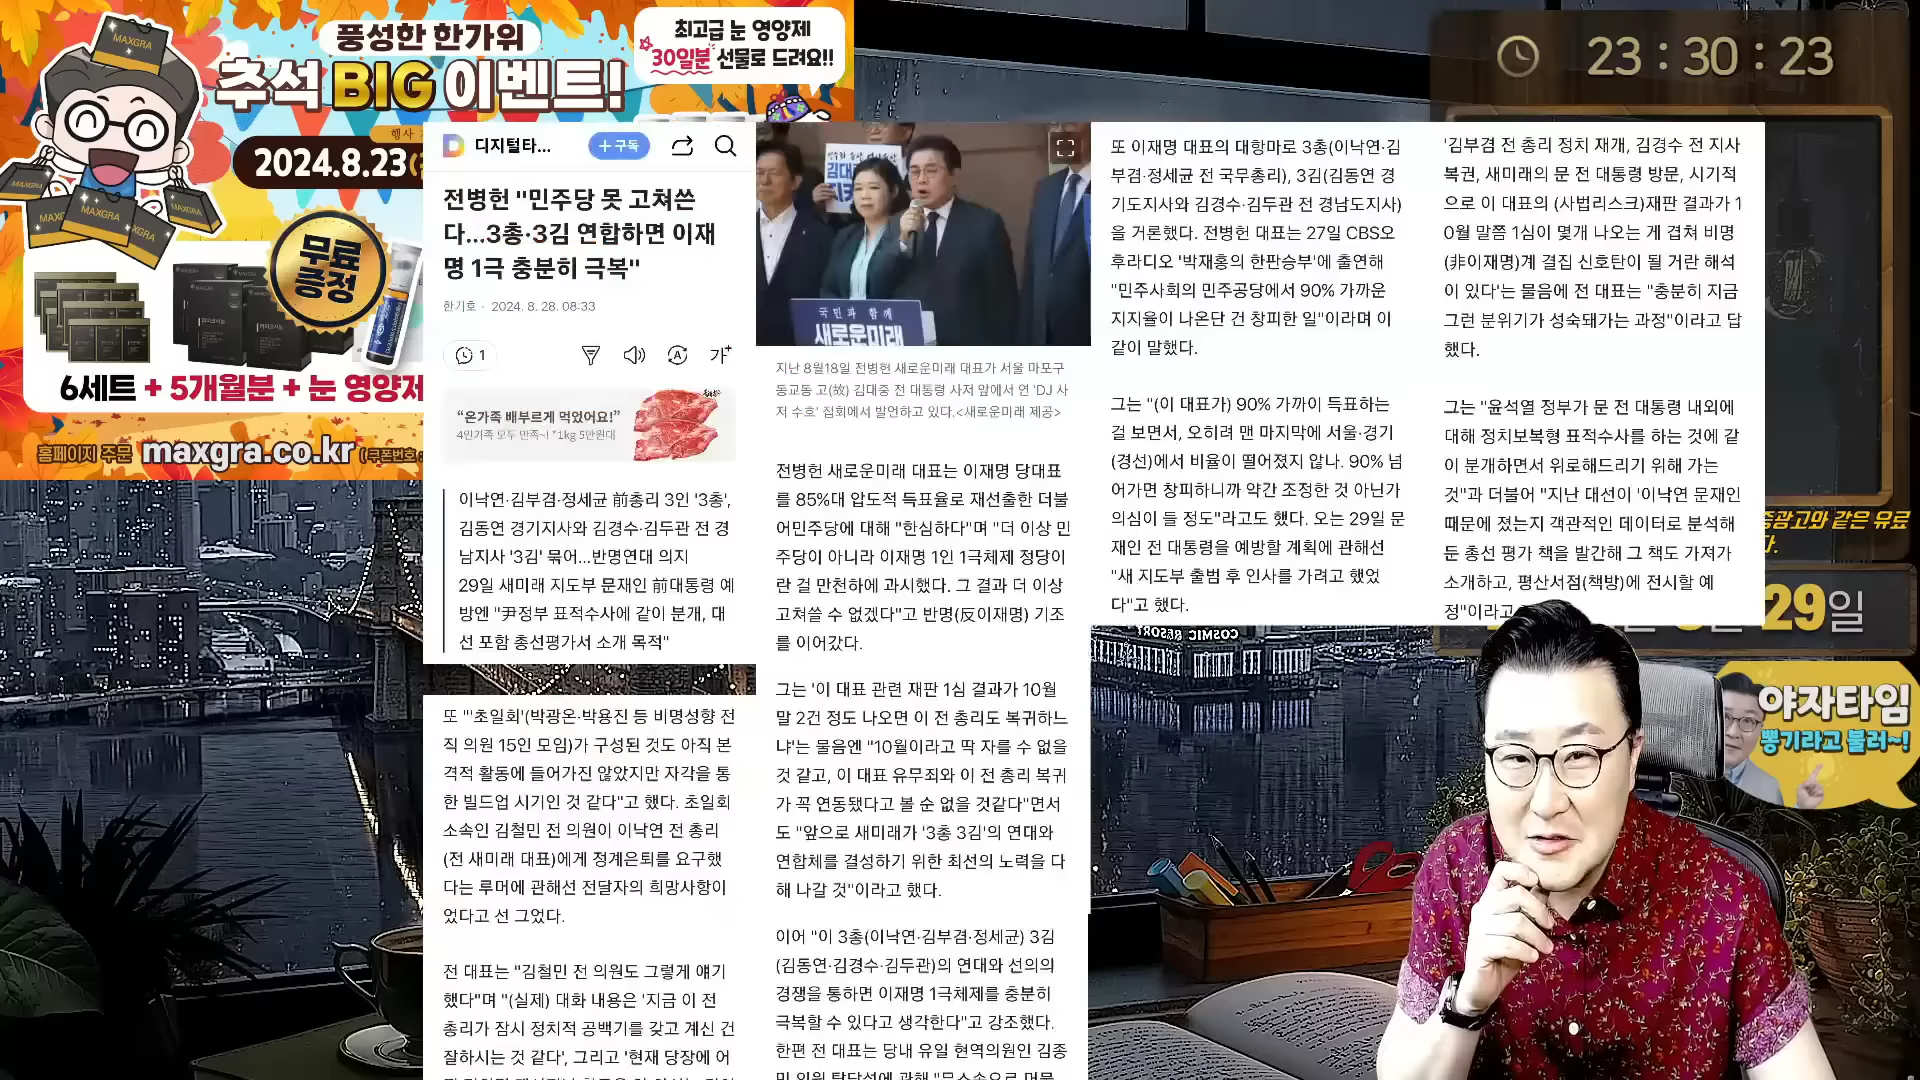 풍성한 한가위
추석 BIG 이벤트!
최고급 눈 영양제
30일분 선물로 드려요!!
MAXGRA
행사
2024.8.23(
MAXGRA
MAXGRA
무료
증정
6세트 + 5개월분 + 눈 영양제
홈페이지 주문 maxgra.co.kr ( 쿠폰번호
디지털타...
+구독
전병헌 "민주당 못 고쳐쓴
다...3총·3김 연합하면 이재
명 1극 충분히 극복"
한기호 · 2024. 8. 28. 08:33
1
가+
"온가족 배부르게 먹었어요!"
4인가족 모두 만족~! *1kg 5만원대
이낙연·김부겸·정세균 前총리 3인 '3총',
김동연 경기지사와 김경수·김두관 전 경
남지사 '3김' 묶어...반명연대 의지
29일 새미래 지도부 문재인 前대통령 예
방엔 "尹정부 표적수사에 같이 분개, 대
선 포함 총선평가서 소개 목적"
또 "'초일회'(박광온·박용진 등 비명성향 전
직 의원 15인 모임)가 구성된 것도 아직 본
격적 활동에 들어가진 않았지만 자각을 통
한 빌드업 시기인 것 같다"고 했다. 초일회
소속인 김철민 전 의원이 이낙연 전 총리
(전 새미래 대표)에게 정계은퇴를 요구했
다는 루머에 관해선 전달자의 희망사항이
었다고 선 그었다.
전 대표는 "김철민 전 의원도 그렇게 얘기
했다"며 "(실제) 대화 내용은 '지금 이 전
총리가 잠시 정치적 공백기를 갖고 계신 건
잘하시는 것 같다', 그리고 '현재 당장에 어
국민과 함께
새로운미래
지난 8월18일 전병헌 새로운미래 대표가 서울 마포구
동교동 고(故) 김대중 전 대통령 사저 앞에서 연 'DJ 사
저 수호' 집회에서 발언하고 있다.<새로운미래 제공>
전병헌 새로운미래 대표는 이재명 당대표
를 85%대 압도적 득표율로 재선출한 더불
어민주당에 대해 "한심하다"며 "더 이상 민
주당이 아니라 이재명 1인 1극체제 정당이
란 걸 만천하에 과시했다. 그 결과 더 이상
고쳐쓸 수 없겠다"고 반명(反이재명) 기조
를 이어갔다.
그는 '이 대표 관련 재판 1심 결과가 10월
말 2건 정도 나오면 이 전 총리도 복귀하느
냐'는 물음엔 "10월이라고 딱 자를 수 없을
것 같고, 이 대표 유무죄와 이 전 총리 복귀
가 꼭 연동됐다고 볼 순 없을 것같다"면서
도 "앞으로 새미래가 '3총 3김'의 연대와
연합체를 결성하기 위한 최선의 노력을 다
해 나갈 것"이라고 했다.
이어 "이 3총(이낙연·김부겸·정세균) 3김
(김동연·김경수·김두관)의 연대와 선의의
경쟁을 통하면 이재명 1극체제를 충분히
극복할 수 있다고 생각한다"고 강조했다.
한편 전 대표는 당내 유일 현역의원인 김종
민 의원 탈당설에 관해 "무소속으로 머물
또 이재명 대표의 대항마로 3총(이낙연·김
부겸·정세균 전 국무총리), 3김(김동연 경
기도지사와 김경수·김두관 전 경남도지사)
을 거론했다. 전병헌 대표는 27일 CBS오
후라디오 '박재홍의 한판승부'에 출연해
"민주사회의 민주공당에서 90% 가까운
지지율이 나온단 건 창피한 일"이라며 이
같이 말했다.
그는 "(이 대표가) 90% 가까이 득표하는
걸 보면서, 오히려 맨 마지막에 서울·경기
(경선)에서 비율이 떨어졌지 않나. 90% 넘
어가면 창피하니까 약간 조정한 것 아닌가
의심이 들 정도"라고도 했다. 오는 29일 문
재인 전 대통령을 예방할 계획에 관해선
"새 지도부 출범 후 인사를 가려고 했었
다"고 했다.
'김부겸 전 총리 정치 재개, 김경수 전 지사
복권, 새미래의 문 전 대통령 방문, 시기적
으로 이 대표의 (사법리스크)재판 결과가 1
0월 말쯤 1심이 몇개 나오는 게 겹쳐 비명
(非이재명)계 결집 신호탄이 될 거란 해석
이 있다'는 물음에 전 대표는 "충분히 지금
그런 분위기가 성숙돼가는 과정"이라고 답
했다.
그는 "윤석열 정부가 문 전 대통령 내외에
대해 정치보복형 표적수사를 하는 것에 같
이 분개하면서 위로해드리기 위해 가는
것"과 더불어 "지난 대선이 '이낙연 문재인
때문에 졌는지 객관적인 데이터로 분석해
둔 총선 평가 책을 발간해 그 책도 가져가
소개하고, 평산서점(책방)에 전시할 예
정"이라고
23 : 30 : 23
광고와 같은 유료
다.
29일
야자타임
뽕기라고 불러~!
COSMIC RESORT